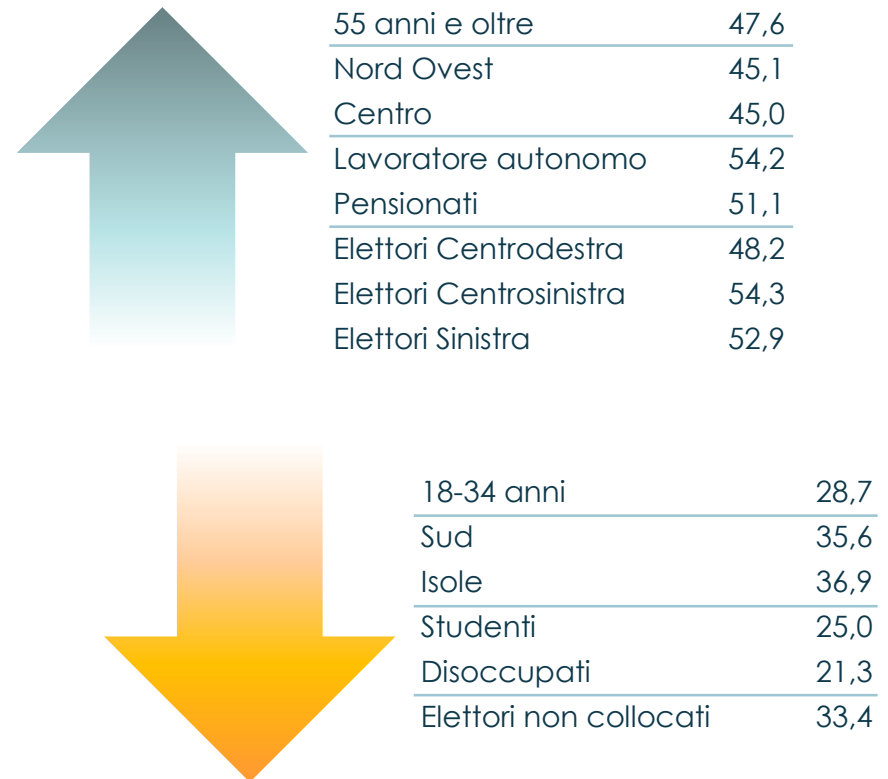 55 anni e oltre 47,6
Nord Ovest 45,1
Centro 45,0
Lavoratore autonomo 54,2
Pensionati 51,1
Elettori Centrodestra 48,2
Elettori Centrosinistra 54,3
Elettori Sinistra 52,9
18-34 anni 28,7
Sud 35,6
Isole 36,9
Studenti 25,0
Disoccupati 21,3
Elettori non collocati 33,4